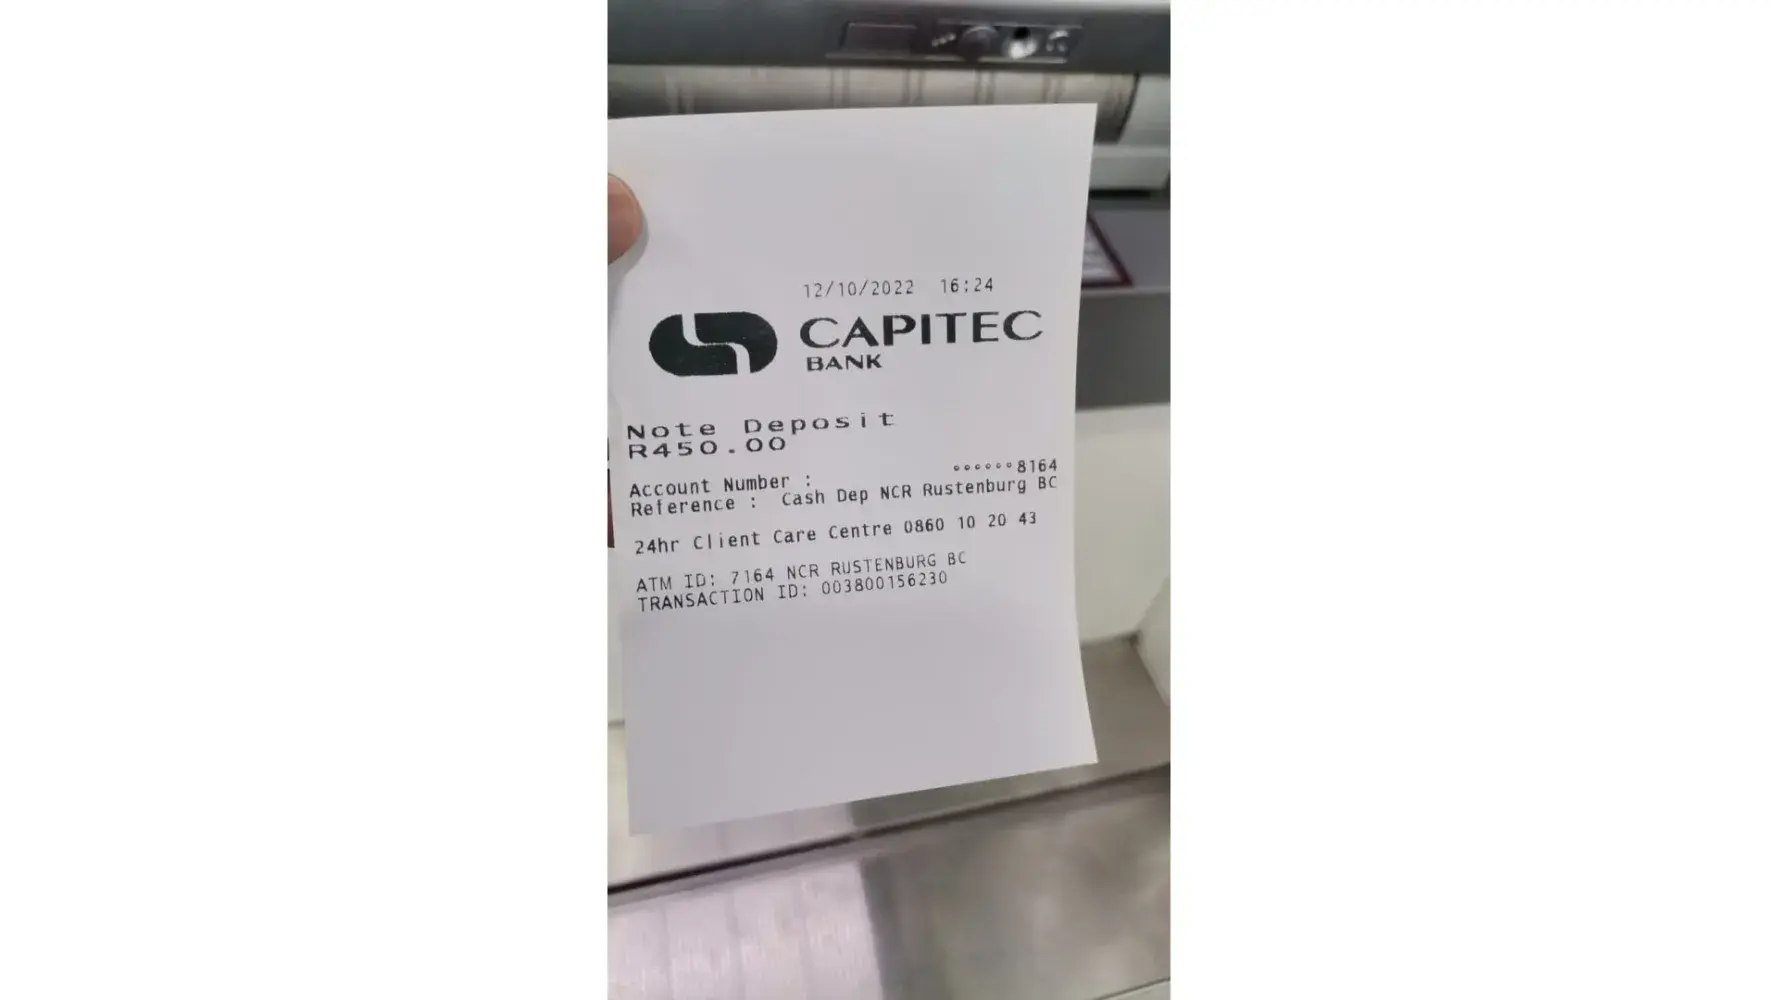 12/10/2022 16:24
CAPITEC
BANK
Note Deposit
R450.00
Account Number : °°°°°°8164
Reference : Cash Dep NCR Rustenburg BC
24hr Client Care Centre 0860 10 20 43
ATM ID: 7164 NCR RUSTENBURG BC
TRANSACTION ID: 003800156230